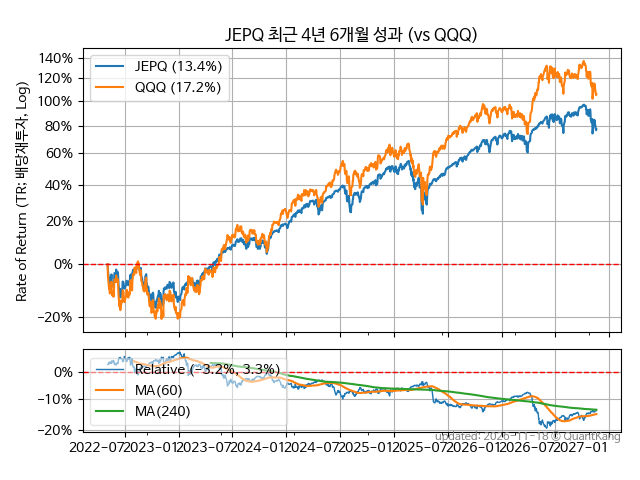 JEPQ 최근 4년 6개월 성과 (vs QQQ)
140%
120%
100%
80%
60%
40%
20%
0%
−20%
Rate of Return (TR: 배당재투자, Log)
JEPQ (13.4%)
QQQ (17.2%)
0%
−10%
−20%
Relative (−3.2%, 3.3%)
MA(60)
MA(240)
2022−07 2023−01 2023−07 2024−01 2024−07 2025−01 2025−07 2026−01 2026−07 2027−01
updated: 2026−11−18 © QuantKang